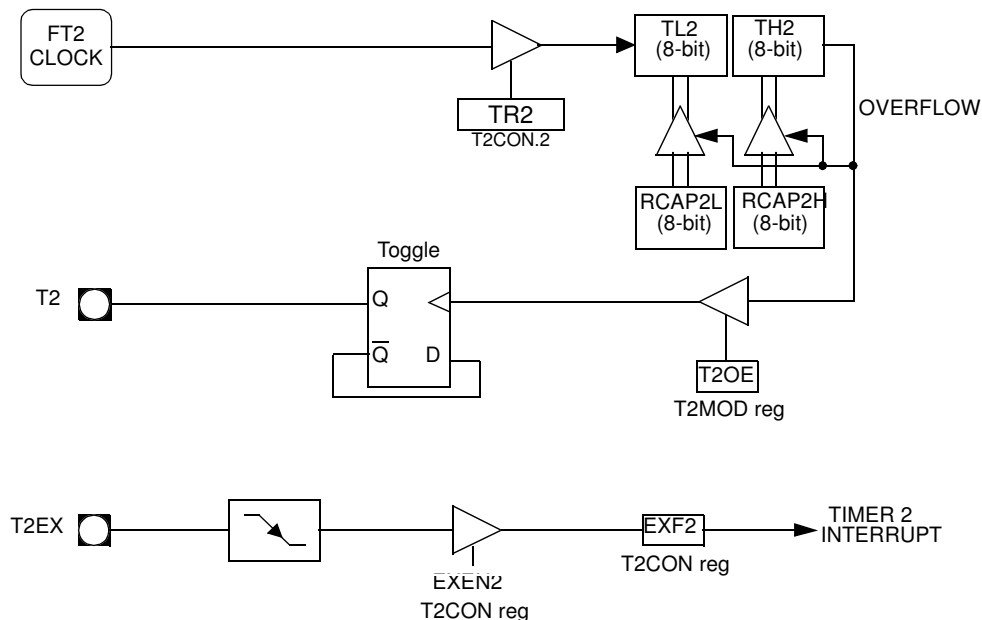 FT2
CLOCK
TL2
(8-bit)
TH2
(8-bit)
TR2
T2CON.2
OVERFLOW
RCAP2L
(8-bit)
RCAP2H
(8-bit)
Toggle
T2
Q
Q
D
T2OE
T2MOD reg
T2EX
EXEN2
T2CON reg
EXF2
T2CON reg
TIMER 2
INTERRUPT